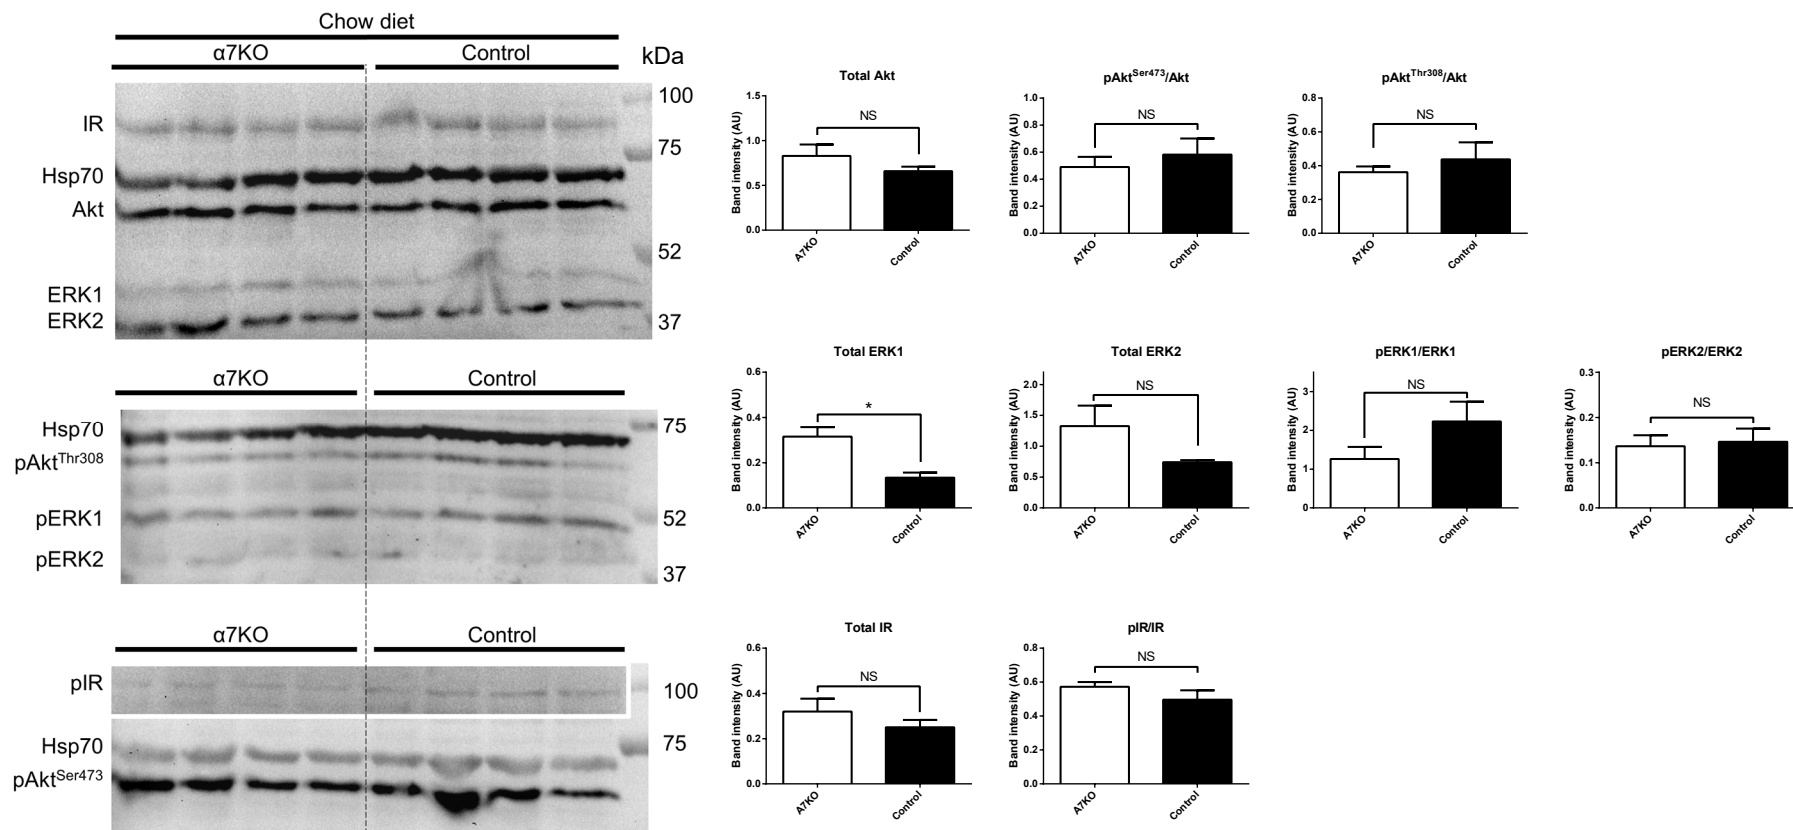 Chow diet
α7KO Control kDa
IR
Hsp70
Akt
ERK1
ERK2
100
75
52
37
α7KO Control
Hsp70
pAktThr308
pERK1
pERK2
75
52
37
α7KO Control
pIR
Hsp70
pAktSer473
100
75
Total Akt
Band intensity (AU)
1.5
1.0
0.5
0.0
NS
A7KO Control
pAktSer473/Akt
Band intensity (AU)
1.0
0.8
0.6
0.4
0.2
0.0
NS
A7KO Control
pAktThr308/Akt
Band intensity (AU)
0.8
0.6
0.4
0.2
0.0
NS
A7KO Control
Total ERK1
Band intensity (AU)
0.6
0.4
0.2
0.0
*
A7KO Control
Total ERK2
Band intensity (AU)
2.0
1.5
1.0
0.5
0.0
NS
A7KO Control
pERK1/ERK1
Band intensity (AU)
3
2
1
0
NS
A7KO Control
pERK2/ERK2
Band intensity (AU)
0.3
0.2
0.1
0.0
NS
A7KO Control
Total IR
Band intensity (AU)
0.6
0.4
0.2
0.0
NS
A7KO Control
pIR/IR
Band intensity (AU)
0.8
0.6
0.4
0.2
0.0
NS
A7KO Control